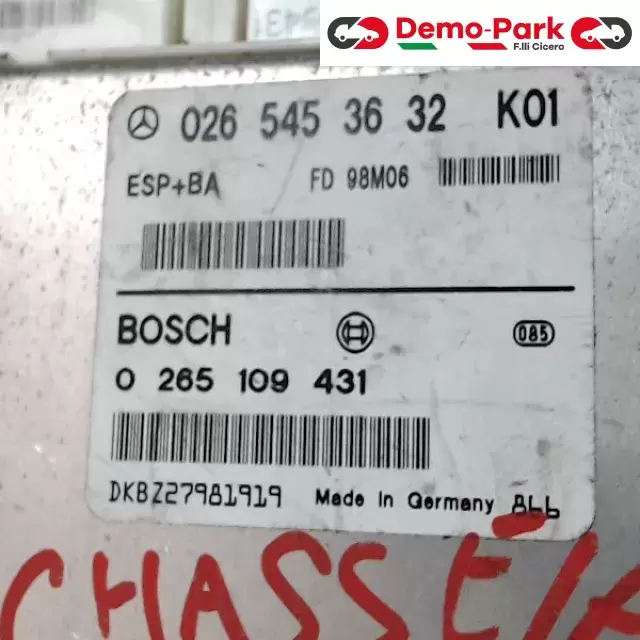 Demo-Park
F.lli Cicero
026 545 36 32 K01
ESP+BA FD 98M06
BOSCH 085
0 265 109 431
DKBZ27981919 Made In Germany
CHASSE